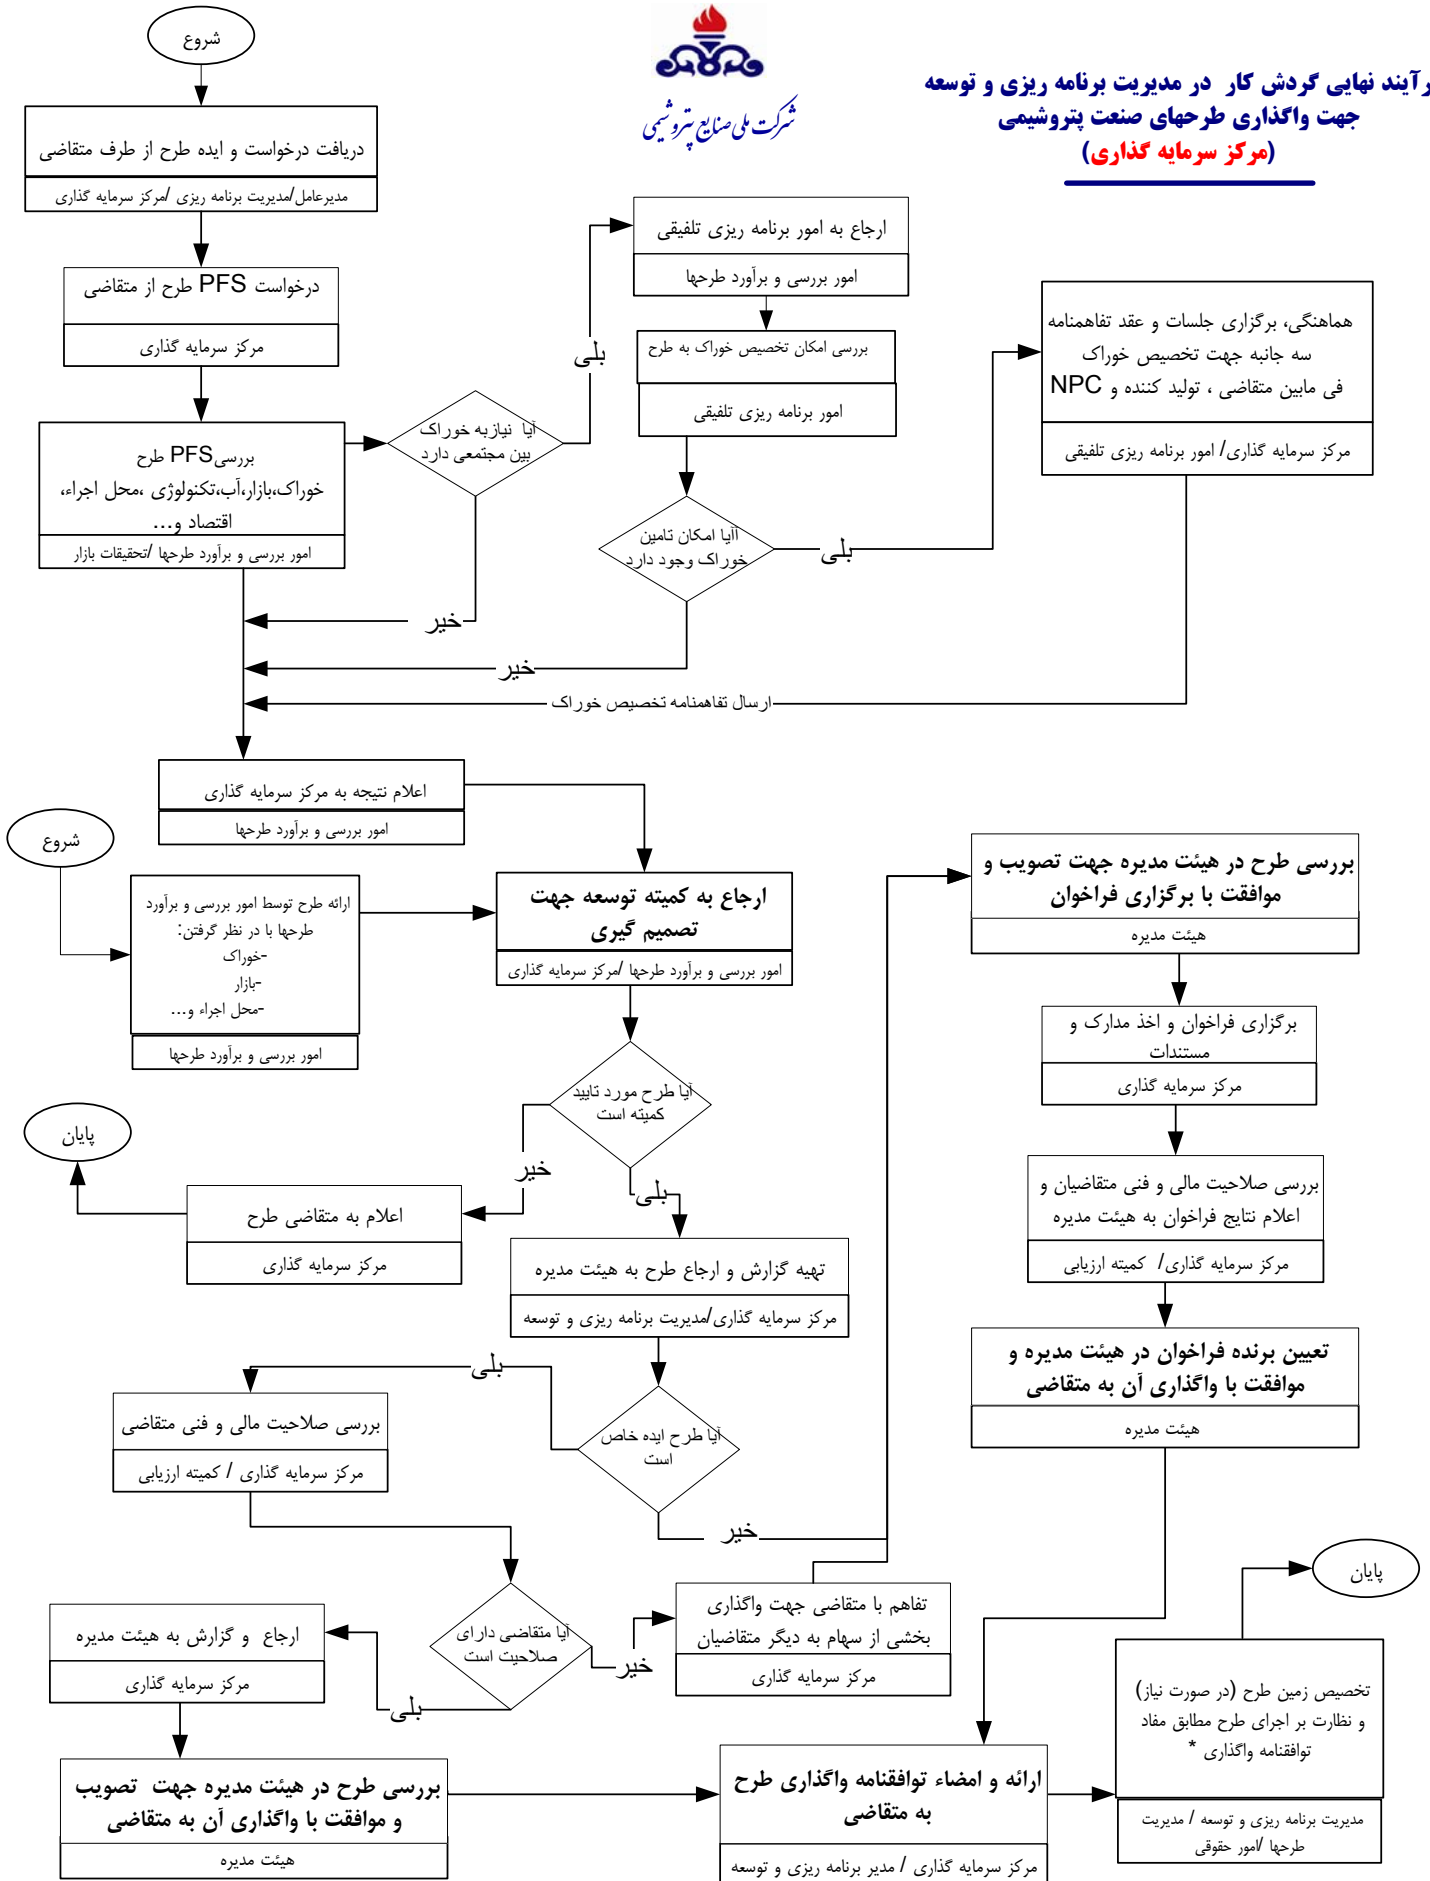 شروع
شرکت ملی صنایع پتروشیمی
رآیند نهایی گردش کار در مدیریت برنامه ریزی و توسعه
جهت واگذاری طرحهای صنعت پتروشیمی
(مرکز سرمایه گذاری)
دریافت درخواست و ایده طرح از طرف متقاضی
مدیرعامل/مدیریت برنامه ریزی /مرکز سرمایه گذاری
درخواست PFS طرح از متقاضی
مرکز سرمایه گذاری
بررسیPFS طرح
خوراک،بازار،آب،تکنولوژی ،محل اجراء،
اقتصاد و...
امور بررسی و برآورد طرحها /تحقیقات بازار
آیا نیازبه خوراک
بین مجتمعی دارد
بلی
خیر
ارجاع به امور برنامه ریزی تلفیقی
امور بررسی و برآورد طرحها
بررسی امکان تخصیص خوراک به طرح
امور برنامه ریزی تلفیقی
اآیا امکان تامین
خوراک وجود دارد
بلی
خیر
هماهنگی، برگزاری جلسات و عقد تفاهمنامه
سه جانبه جهت تخصیص خوراک
فی مابین متقاضی ، تولید کننده و NPC
مرکز سرمایه گذاری/ امور برنامه ریزی تلفیقی
ارسال تفاهمنامه تخصیص خوراک
اعلام نتیجه به مرکز سرمایه گذاری
امور بررسی و برآورد طرحها
شروع
ارائه طرح توسط امور بررسی و برآورد
طرحها با در نظر گرفتن:
-خوراک
-بازار
-محل اجراء و...
امور بررسی و برآورد طرحها
ارجاع به کمیته توسعه جهت
تصمیم گیری
امور بررسی و برآورد طرحها /مرکز سرمایه گذاری
آیا طرح مورد تایید
کمیته است
خیر
بلی
اعلام به متقاضی طرح
مرکز سرمایه گذاری
پایان
تهیه گزارش و ارجاع طرح به هیئت مدیره
مرکز سرمایه گذاری/مدیریت برنامه ریزی و توسعه
آیا طرح ایده خاص
است
بلی
خیر
بررسی صلاحیت مالی و فنی متقاضی
مرکز سرمایه گذاری / کمیته ارزیابی
آیا متقاضی دارای
صلاحیت است
خیر
بلی
تفاهم با متقاضی جهت واگذاری
بخشی از سهام به دیگر متقاضیان
مرکز سرمایه گذاری
ارجاع و گزارش به هیئت مدیره
مرکز سرمایه گذاری
بررسی طرح در هیئت مدیره جهت تصویب
و موافقت با واگذاری آن به متقاضی
هیئت مدیره
بررسی طرح در هیئت مدیره جهت تصویب و
موافقت با برگزاری فراخوان
هیئت مدیره
برگزاری فراخوان و اخذ مدارک و
مستندات
مرکز سرمایه گذاری
بررسی صلاحیت مالی و فنی متقاضیان و
اعلام نتایج فراخوان به هیئت مدیره
مرکز سرمایه گذاری/ کمیته ارزیابی
تعیین برنده فراخوان در هیئت مدیره و
موافقت با واگذاری آن به متقاضی
هیئت مدیره
ارائه و امضاء توافقنامه واگذاری طرح
به متقاضی
مرکز سرمایه گذاری / مدیر برنامه ریزی و توسعه
تخصیص زمین طرح (در صورت نیاز)
و نظارت بر اجرای طرح مطابق مفاد
توافقنامه واگذاری *
مدیریت برنامه ریزی و توسعه / مدیریت
طرحها /امور حقوقی
پایان